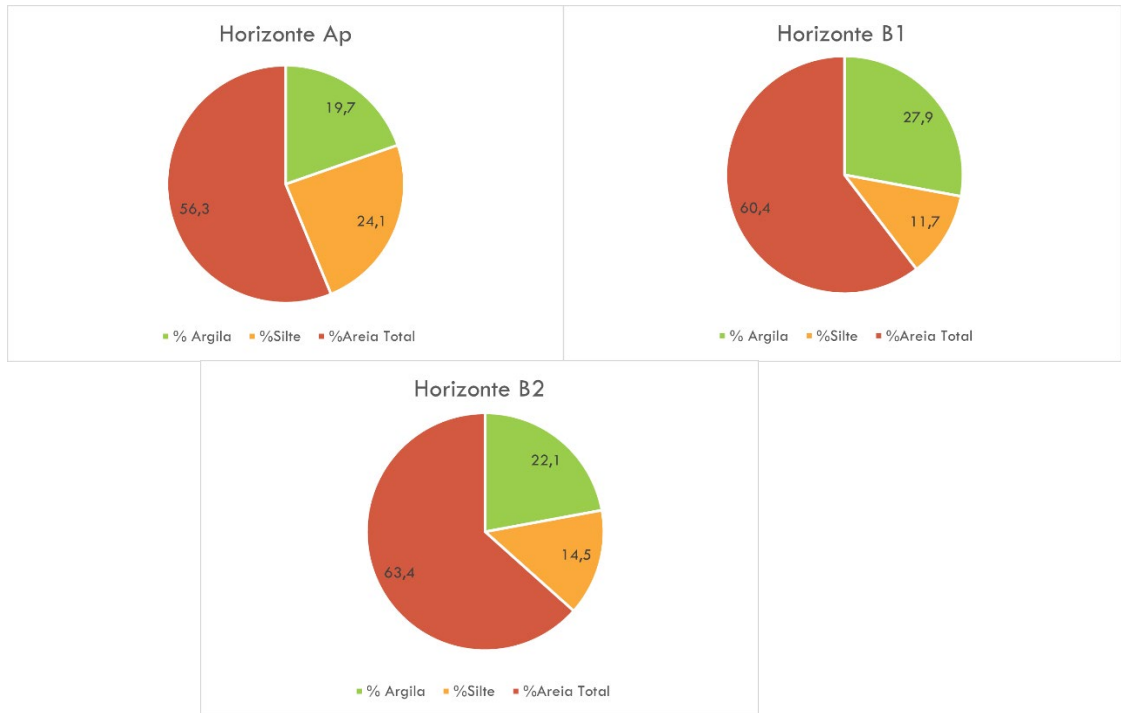 Horizonte Ap
19,7
24,1
56,3
% Argila %Silte %Areia Total
Horizonte B1
27,9
11,7
60,4
% Argila %Silte %Areia Total
Horizonte B2
22,1
14,5
63,4
% Argila %Silte %Areia Total